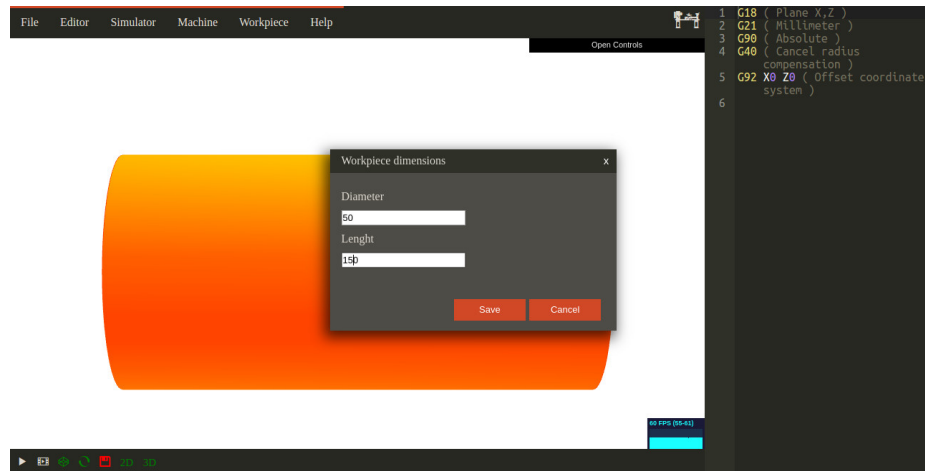 File Editor Simulator Machine Workpiece Help
Open Controls
Workpiece dimensions x
Diameter
50
Lenght
150
Save Cancel
60 FPS (55-61)
2D 3D
1 G18 ( Plane X,Z )
2 G21 ( Millimeter )
3 G90 ( Absolute )
4 G40 ( Cancel radius
compensation )
5 G92 X0 Z0 ( Offset coordinate
system )
6